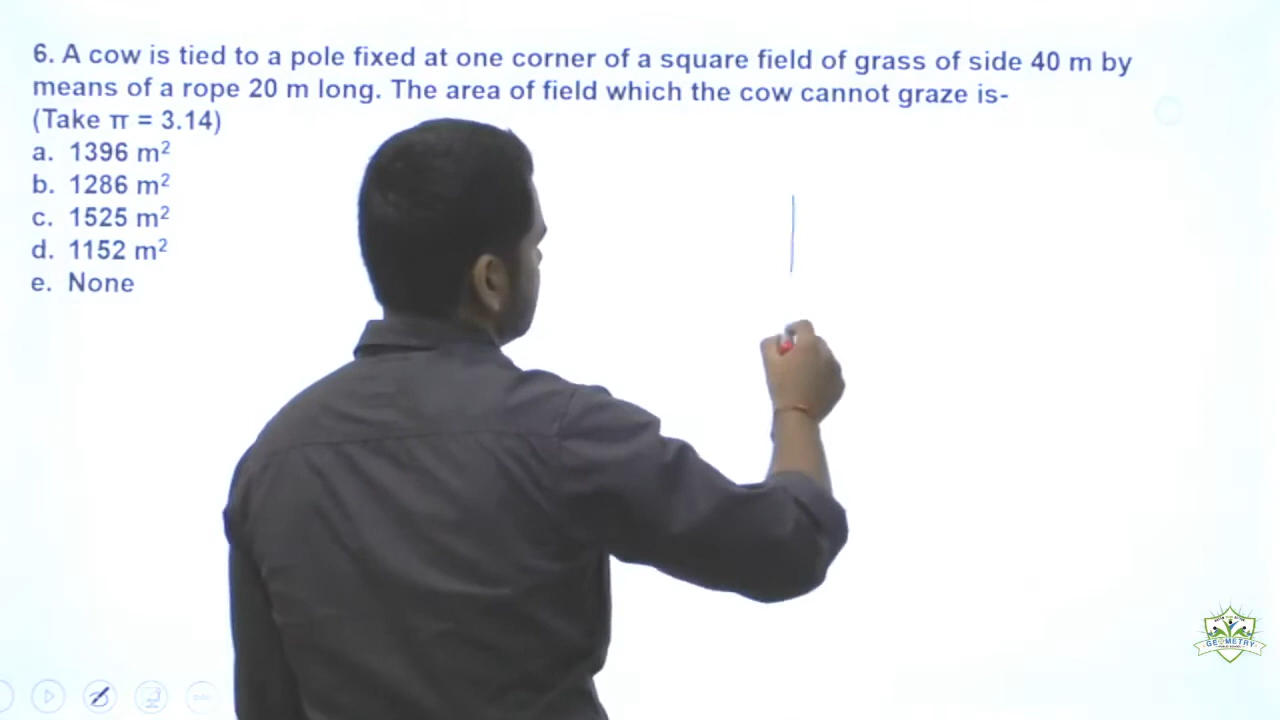 6. A cow is tied to a pole fixed at one corner of a square field of grass of side 40 m by
means of a rope 20 m long. The area of field which the cow cannot graze is-
(Take π = 3.14)
a. 1396 m²
b. 1286 m²
c. 1525 m²
d. 1152 m²
e. None
GEOMETRY